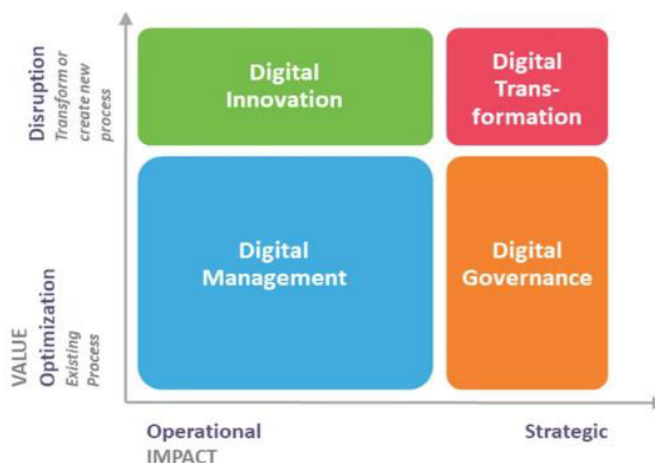 Disruption
Transform or
create new
process
Digital
Innovation
Digital
Trans-
formation
VALUE
Optimization
Existing
Process
Digital
Management
Digital
Governance
Operational
Strategic
IMPACT